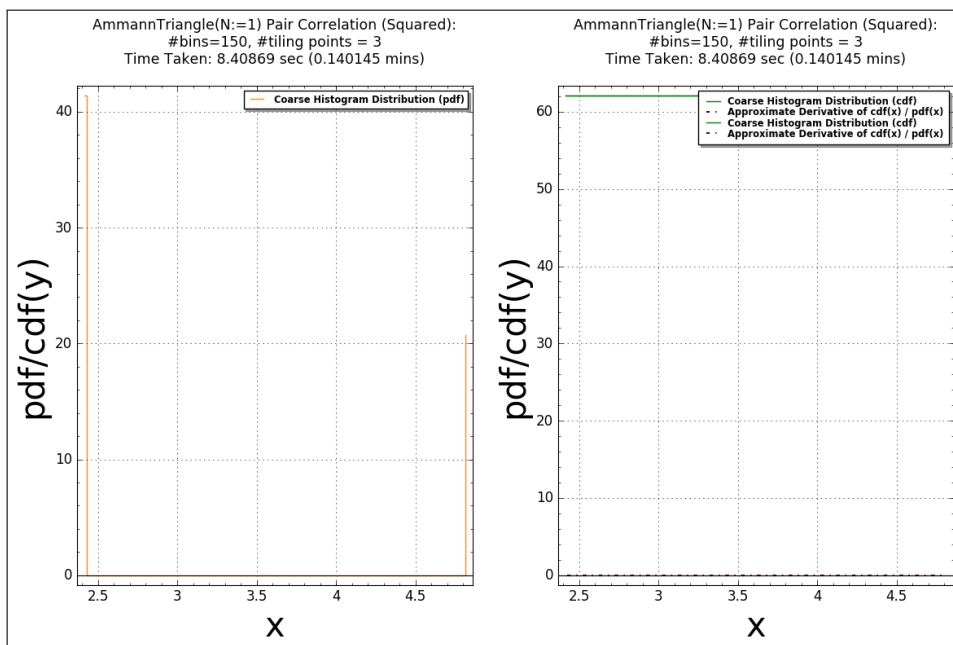 AmmannTriangle(N:=1) Pair Correlation (Squared):
#bins=150, #tiling points = 3
Time Taken: 8.40869 sec (0.140145 mins)
Coarse Histogram Distribution (pdf)
40
30
20
10
0
pdf/cdf(y)
2.5 3 3.5 4 4.5
x
AmmannTriangle(N:=1) Pair Correlation (Squared):
#bins=150, #tiling points = 3
Time Taken: 8.40869 sec (0.140145 mins)
Coarse Histogram Distribution (cdf)
Approximate Derivative of cdf(x) / pdf(x)
Coarse Histogram Distribution (cdf)
Approximate Derivative of cdf(x) / pdf(x)
60
50
40
30
20
10
0
pdf/cdf(y)
2.5 3 3.5 4 4.5
x